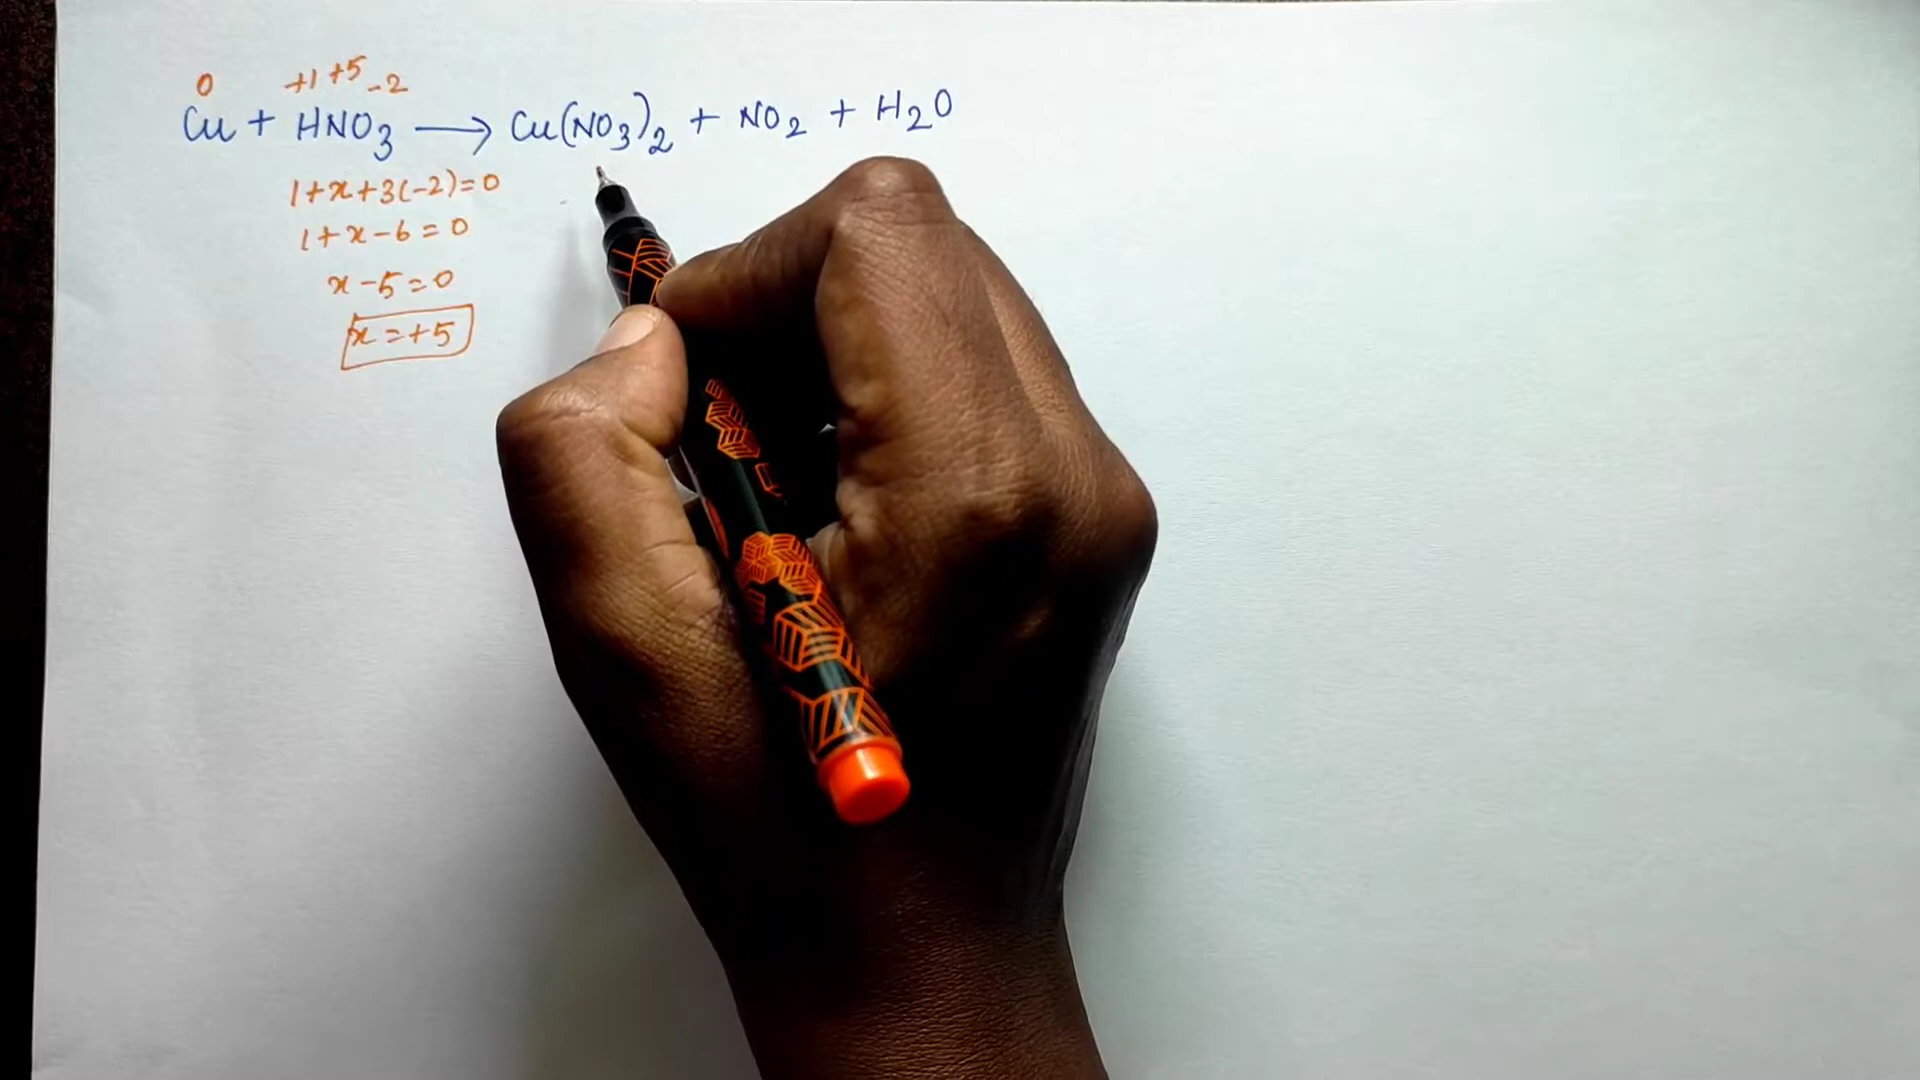 0 +1 +5 -2
Cu + HNO3 ⟶ Cu(NO3)2 + NO2 + H2O
1+x+3(-2)=0
1+x-6=0
x-5=0
x=+5